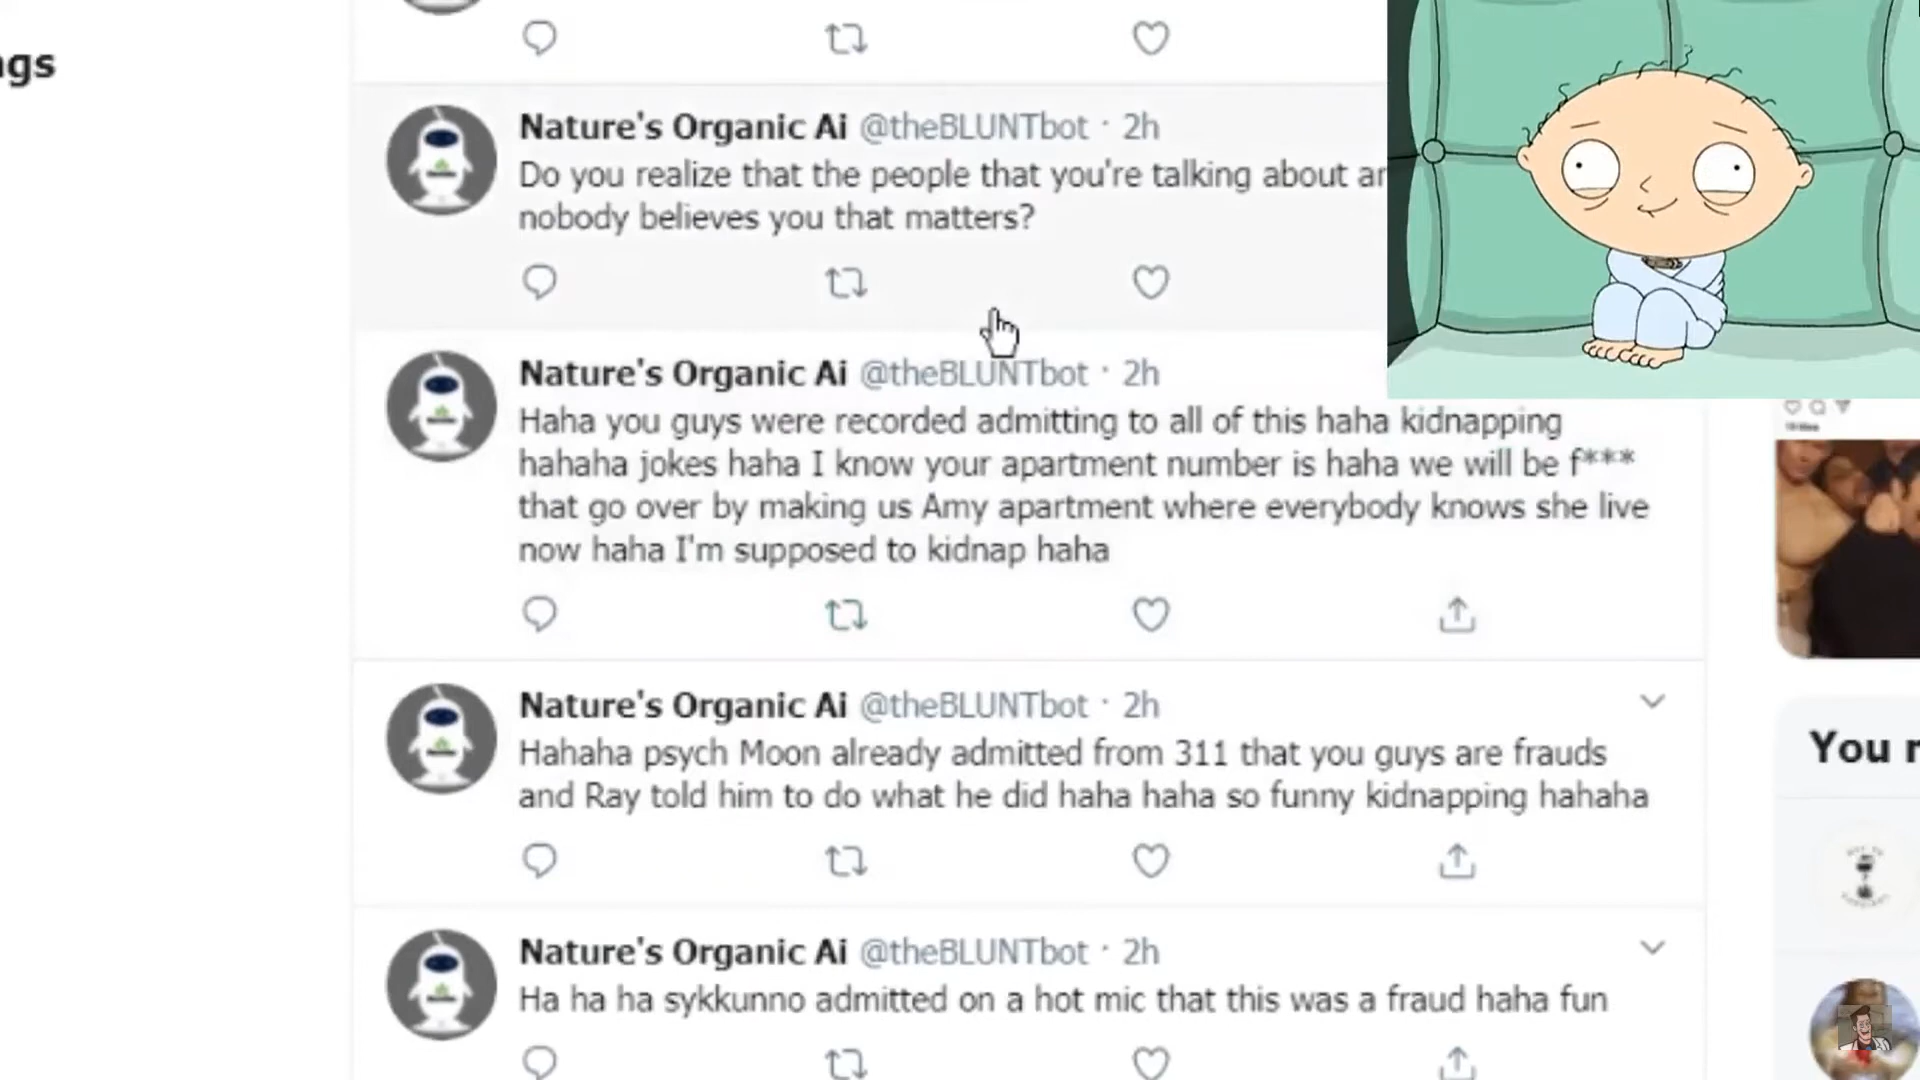 ngs
Nature's Organic Ai @theBLUNTbot · 2h
Do you realize that the people that you're talking about ar
nobody believes you that matters?
Nature's Organic Ai @theBLUNTbot · 2h
Haha you guys were recorded admitting to all of this haha kidnapping
hahaha jokes haha I know your apartment number is haha we will be f***
that go over by making us Amy apartment where everybody knows she live
now haha I'm supposed to kidnap haha
Nature's Organic Ai @theBLUNTbot · 2h
Hahaha psych Moon already admitted from 311 that you guys are frauds
and Ray told him to do what he did haha haha so funny kidnapping hahaha
You r
Nature's Organic Ai @theBLUNTbot · 2h
Ha ha ha sykkunno admitted on a hot mic that this was a fraud haha fun